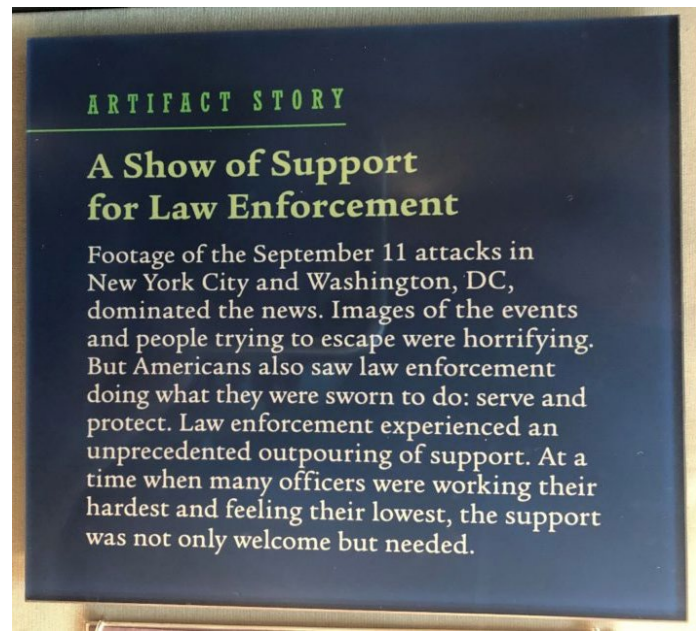 ARTIFACT STORY
A Show of Support
for Law Enforcement
Footage of the September 11 attacks in
New York City and Washington, DC,
dominated the news. Images of the events
and people trying to escape were horrifying.
But Americans also saw law enforcement
doing what they were sworn to do: serve and
protect. Law enforcement experienced an
unprecedented outpouring of support. At a
time when many officers were working their
hardest and feeling their lowest, the support
was not only welcome but needed.